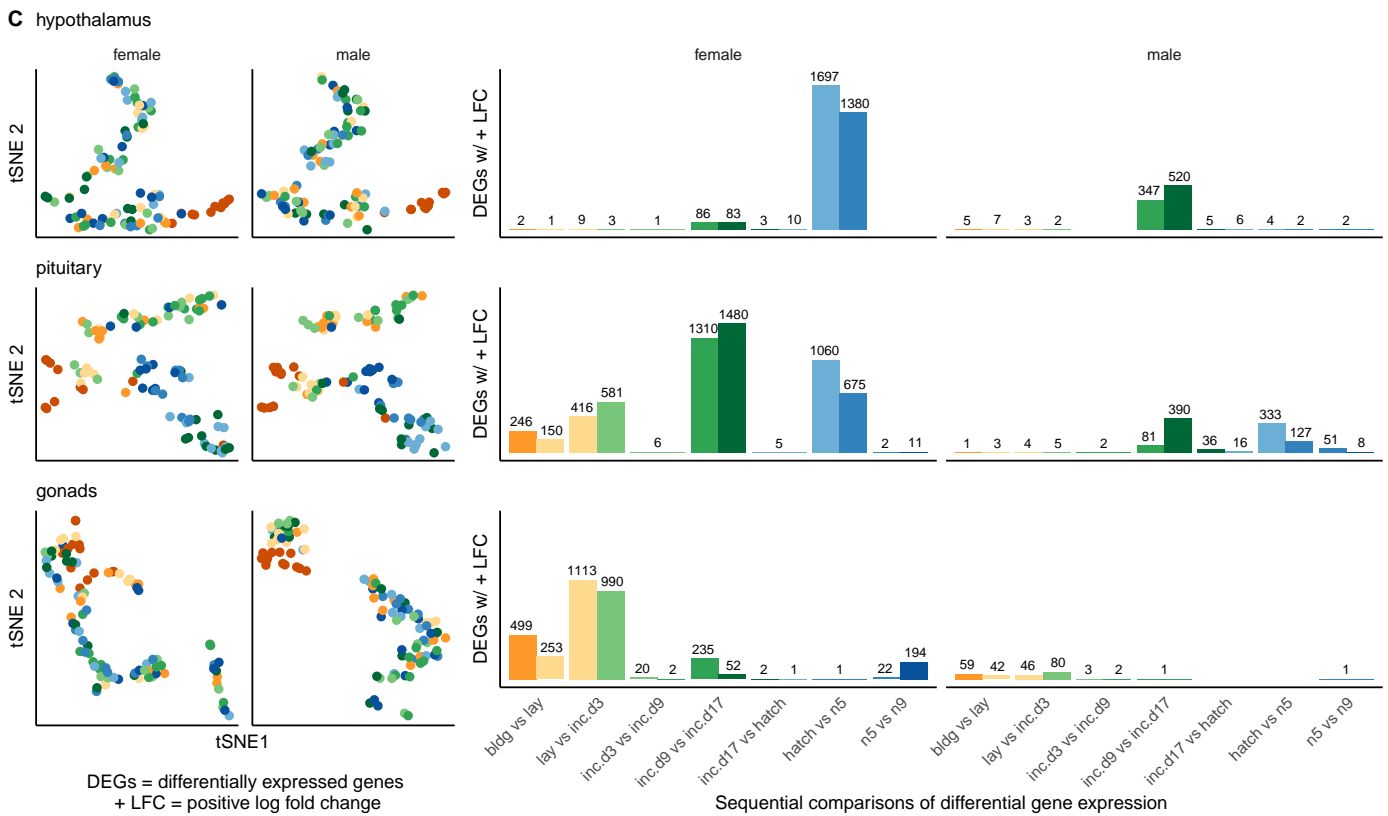 C hypothalamus
female
male
female
male
tSNE 2
DEGs w/ + LFC
2 1 9 3 1 86 83 3 10 1697 1380
5 7 3 2 347 520 5 6 4 2 2
pituitary
tSNE 2
DEGs w/ + LFC
246 150 416 581 6 1310 1480 5 1060 675 2 11
1 3 4 5 2 81 390 36 16 333 127 51 8
gonads
tSNE 2
DEGs w/ + LFC
499 253 1113 990 20 2 235 52 2 1 1 22 194
59 42 46 80 3 2 1 1
tSNE1
bldg vs lay
lay vs inc.d3
inc.d3 vs inc.d9
inc.d9 vs inc.d17
inc.d17 vs hatch
hatch vs n5
n5 vs n9
bldg vs lay
lay vs inc.d3
inc.d3 vs inc.d9
inc.d9 vs inc.d17
inc.d17 vs hatch
hatch vs n5
n5 vs n9
DEGs = differentially expressed genes
+ LFC = positive log fold change
Sequential comparisons of differential gene expression